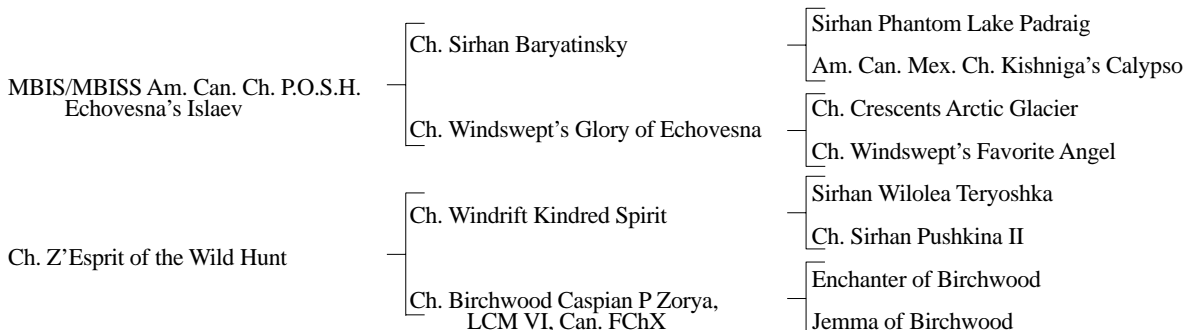 Sirhan Phantom Lake Padraig
Ch. Sirhan Baryatinsky
Am. Can. Mex. Ch. Kishniga's Calypso
MBIS/MBISS Am. Can. Ch. P.O.S.H.
Echovesna's Islaev
Ch. Crescents Arctic Glacier
Ch. Windswept's Glory of Echovesna
Ch. Windswept's Favorite Angel
Sirhan Wilolea Teryoshka
Ch. Windrift Kindred Spirit
Ch. Sirhan Pushkina II
Ch. Z'Esprit of the Wild Hunt
Enchanter of Birchwood
Ch. Birchwood Caspian P Zorya,
LCM VI, Can. FChX
Jemma of Birchwood